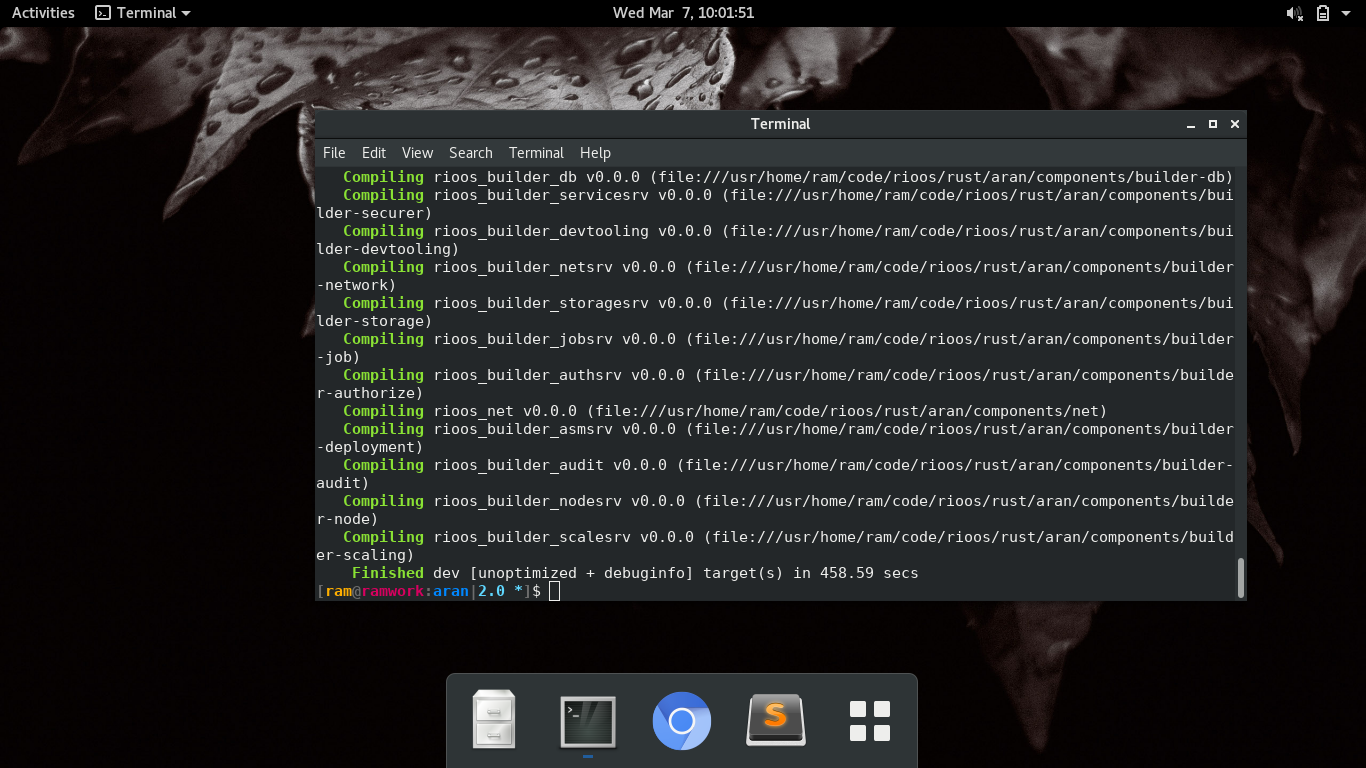 Activities Terminal Wed Mar 7, 10:01:51
Terminal
File Edit View Search Terminal Help
Compiling rioos_builder_db v0.0.0 (file:///usr/home/ram/code/rioos/rust/aran/components/builder-db)
Compiling rioos_builder_servicesrv v0.0.0 (file:///usr/home/ram/code/rioos/rust/aran/components/bui
lder-securer)
Compiling rioos_builder_devtooling v0.0.0 (file:///usr/home/ram/code/rioos/rust/aran/components/bui
lder-devtooling)
Compiling rioos_builder_netsrv v0.0.0 (file:///usr/home/ram/code/rioos/rust/aran/components/builder
-network)
Compiling rioos_builder_storagesrv v0.0.0 (file:///usr/home/ram/code/rioos/rust/aran/components/bui
lder-storage)
Compiling rioos_builder_jobsrv v0.0.0 (file:///usr/home/ram/code/rioos/rust/aran/components/builder
-job)
Compiling rioos_builder_authsrv v0.0.0 (file:///usr/home/ram/code/rioos/rust/aran/components/builde
r-authorize)
Compiling rioos_net v0.0.0 (file:///usr/home/ram/code/rioos/rust/aran/components/net)
Compiling rioos_builder_asmsrv v0.0.0 (file:///usr/home/ram/code/rioos/rust/aran/components/builder
-deployment)
Compiling rioos_builder_audit v0.0.0 (file:///usr/home/ram/code/rioos/rust/aran/components/builder-
audit)
Compiling rioos_builder_nodesrv v0.0.0 (file:///usr/home/ram/code/rioos/rust/aran/components/builde
r-node)
Compiling rioos_builder_scalesrv v0.0.0 (file:///usr/home/ram/code/rioos/rust/aran/components/build
er-scaling)
Finished dev [unoptimized + debuginfo] target(s) in 458.59 secs
[ram@ramwork:aran|2.0 *]$